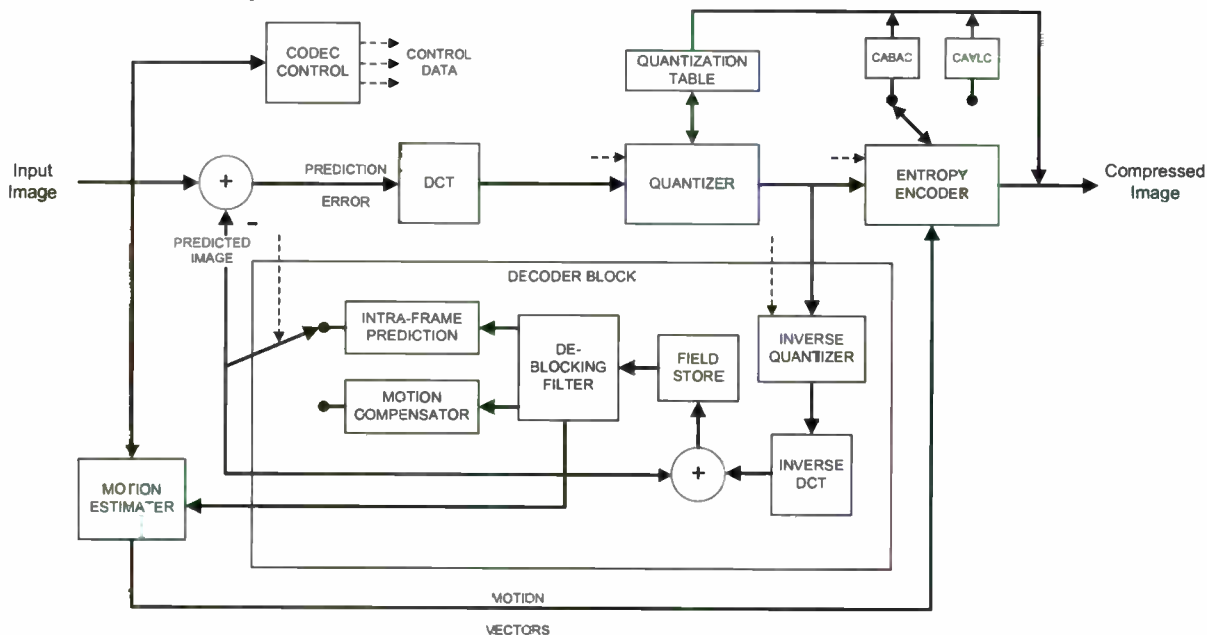 CODEC
CONTROL
CONTROL
DATA
QUANTIZATION
TABLE
CABAC
CAVLC
Input
Image
+
PREDICTION
ERROR
DCT
QUANTIZER
ENTROPY
ENCODER
Compressed
Image
-
PREDICTED
IMAGE
DECODER BLOCK
INTRA-FRAME
PREDICTION
DE-
BLOCKING
FILTER
FIELD
STORE
INVERSE
QUANTIZER
MOTION
COMPENSATOR
+
INVERSE
DCT
MOTION
ESTIMATER
MOTION
VECTORS